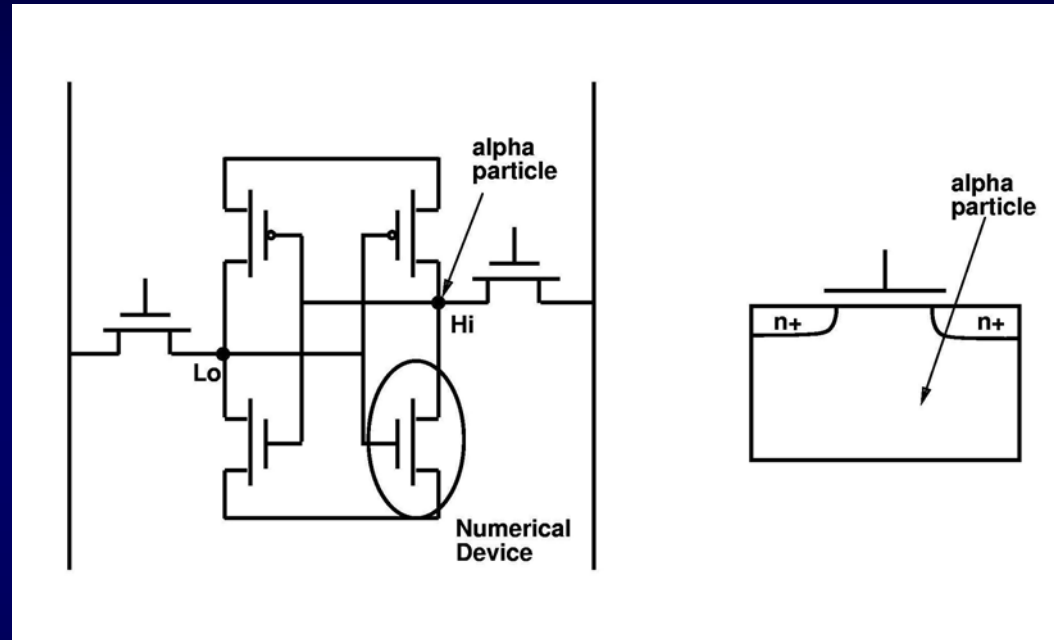 alpha
particle
Hi
Lo
Numerical
Device
alpha
particle
n+
n+